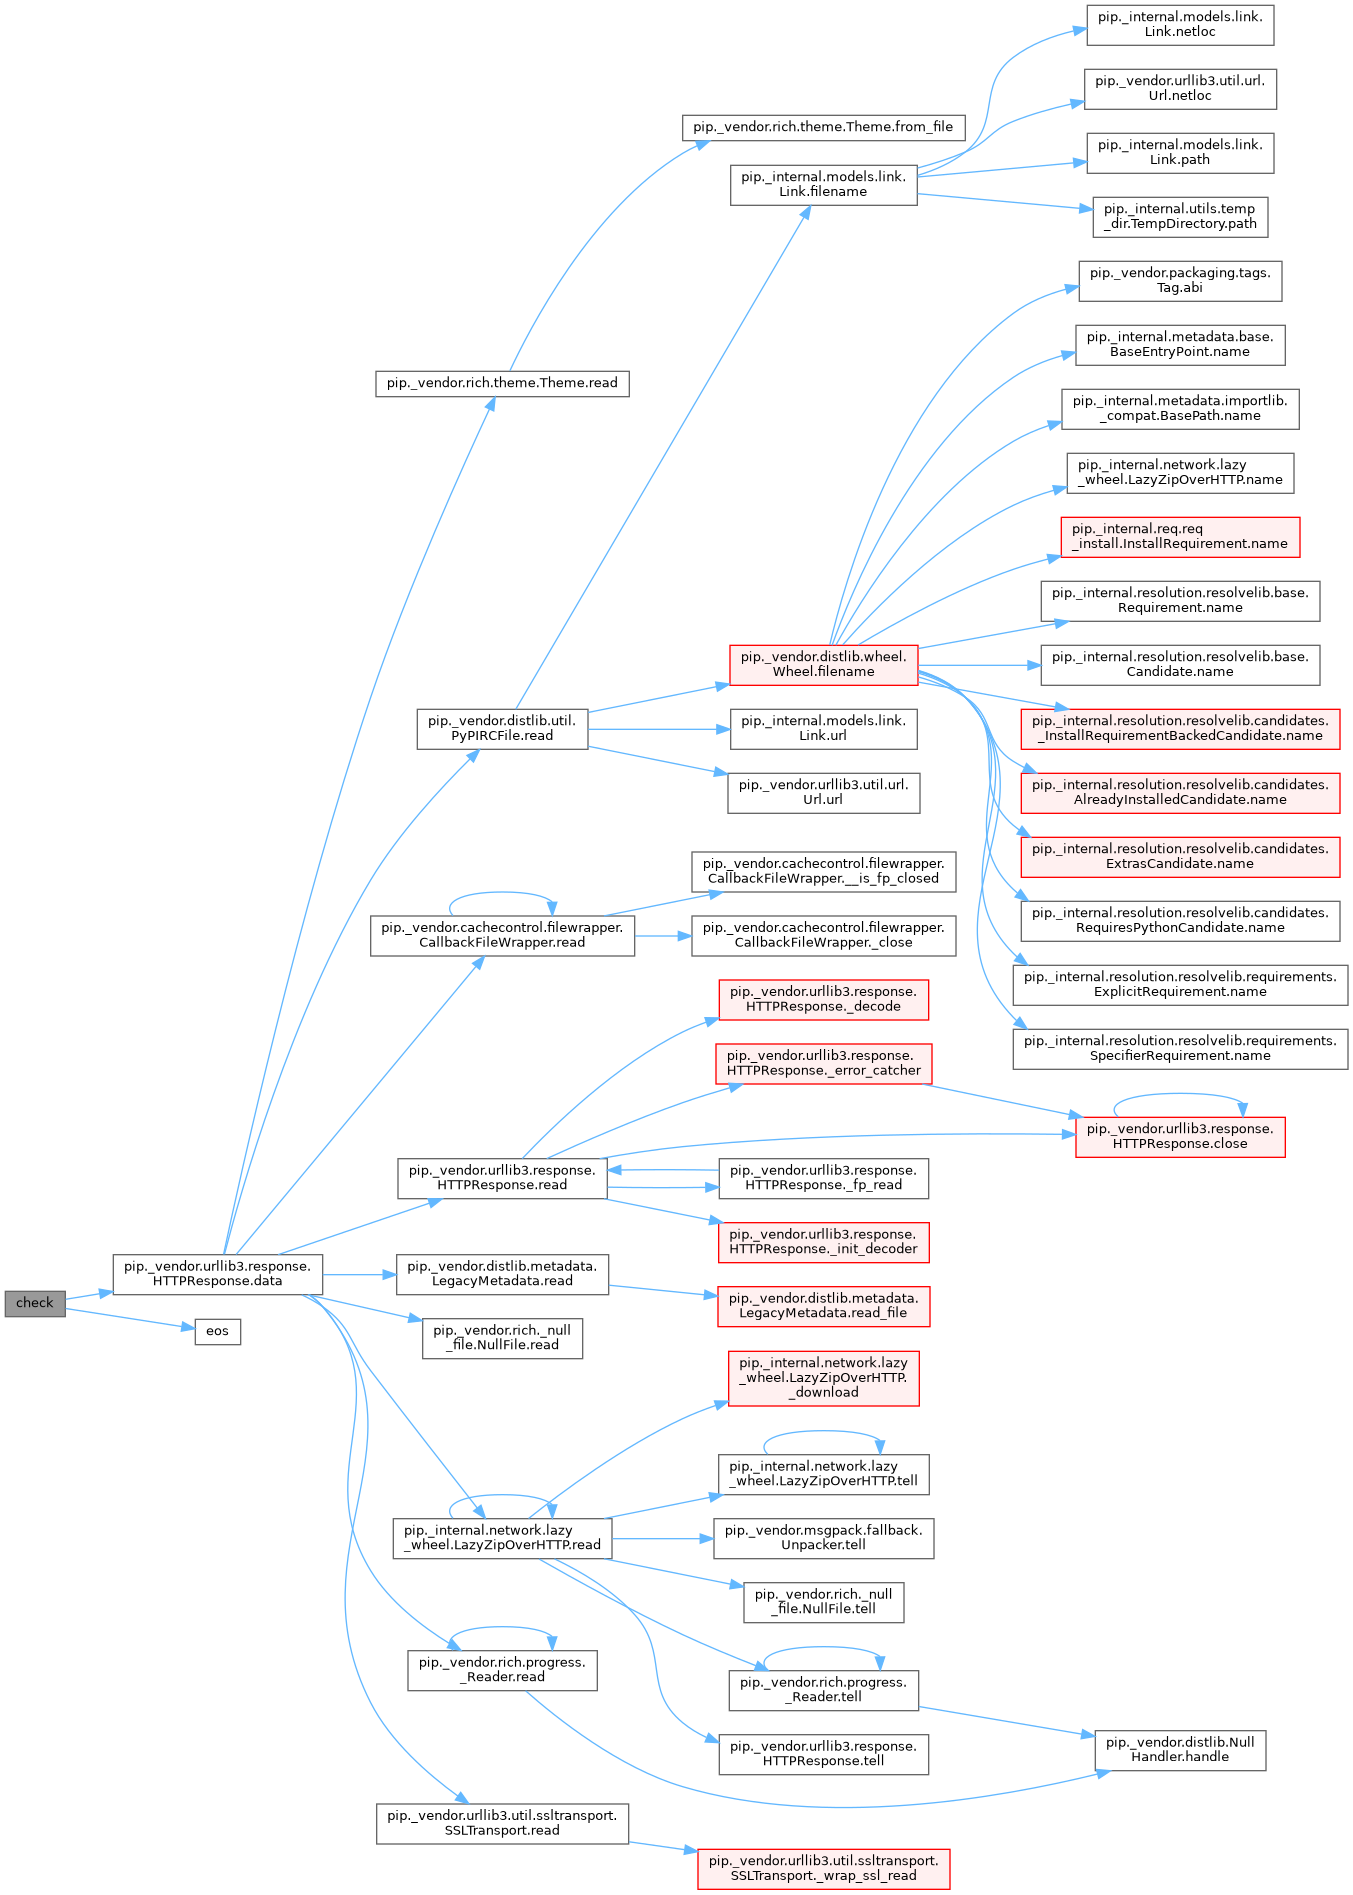 pip._internal.models.link.
Link.netloc
pip._vendor.urllib3.util.url.
Url.netloc
pip._vendor.rich.theme.Theme.from_file
pip._internal.models.link.
Link.path
pip._internal.models.link.
Link.filename
pip._internal.utils.temp
_dir.TempDirectory.path
pip._vendor.packaging.tags.
Tag.abi
pip._internal.metadata.base.
BaseEntryPoint.name
pip._vendor.rich.theme.Theme.read
pip._internal.metadata.importlib.
_compat.BasePath.name
pip._internal.network.lazy
_wheel.LazyZipOverHTTP.name
pip._internal.req.req
_install.InstallRequirement.name
pip._internal.resolution.resolvelib.base.
Requirement.name
pip._vendor.distlib.wheel.
Wheel.filename
pip._internal.resolution.resolvelib.base.
Candidate.name
pip._vendor.distlib.util.
PyPIRCFile.read
pip._internal.models.link.
Link.url
pip._internal.resolution.resolvelib.candidates.
_InstallRequirementBackedCandidate.name
pip._vendor.urllib3.util.url.
Url.url
pip._internal.resolution.resolvelib.candidates.
AlreadyInstalledCandidate.name
pip._internal.resolution.resolvelib.candidates.
ExtrasCandidate.name
pip._vendor.cachecontrol.filewrapper.
CallbackFileWrapper.__is_fp_closed
pip._internal.resolution.resolvelib.candidates.
RequiresPythonCandidate.name
pip._vendor.cachecontrol.filewrapper.
CallbackFileWrapper.read
pip._vendor.cachecontrol.filewrapper.
CallbackFileWrapper._close
pip._internal.resolution.resolvelib.requirements.
ExplicitRequirement.name
pip._vendor.urllib3.response.
HTTPResponse._decode
pip._internal.resolution.resolvelib.requirements.
SpecifierRequirement.name
pip._vendor.urllib3.response.
HTTPResponse._error_catcher
pip._vendor.urllib3.response.
HTTPResponse.close
pip._vendor.urllib3.response.
HTTPResponse.read
pip._vendor.urllib3.response.
HTTPResponse._fp_read
pip._vendor.urllib3.response.
HTTPResponse._init_decoder
pip._vendor.urllib3.response.
HTTPResponse.data
pip._vendor.distlib.metadata.
LegacyMetadata.read
pip._vendor.distlib.metadata.
LegacyMetadata.read_file
check
eos
pip._vendor.rich._null
_file.NullFile.read
pip._internal.network.lazy
_wheel.LazyZipOverHTTP.
_download
pip._internal.network.lazy
_wheel.LazyZipOverHTTP.tell
pip._internal.network.lazy
_wheel.LazyZipOverHTTP.read
pip._vendor.msgpack.fallback.
Unpacker.tell
pip._vendor.rich._null
_file.NullFile.tell
pip._vendor.rich.progress.
_Reader.read
pip._vendor.rich.progress.
_Reader.tell
pip._vendor.urllib3.response.
HTTPResponse.tell
pip._vendor.distlib.Null
Handler.handle
pip._vendor.urllib3.util.ssltransport.
SSLTransport.read
pip._vendor.urllib3.util.ssltransport.
SSLTransport._wrap_ssl_read